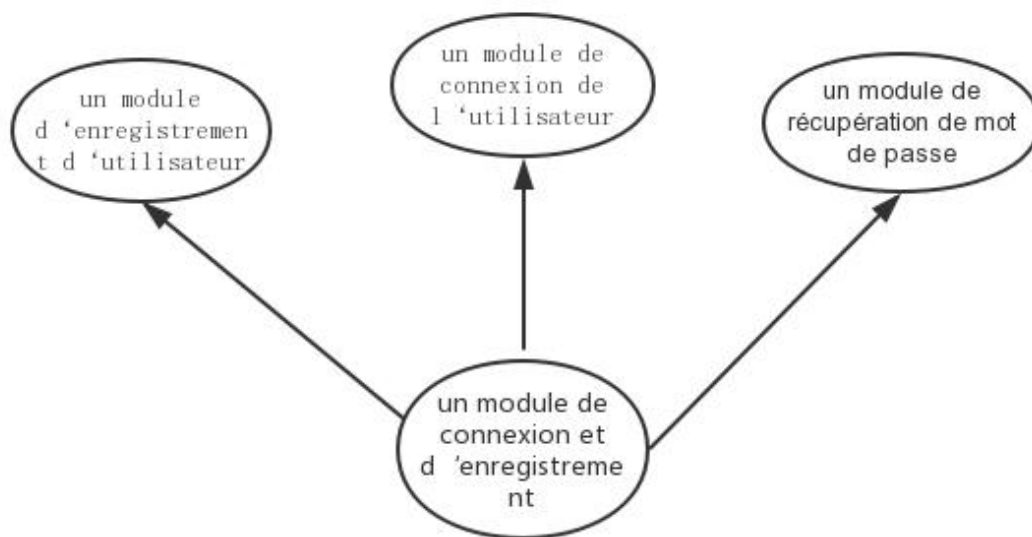 un module
d ‘enregistremen
t d ‘utilisateur
un module de
connexion de
l ‘utilisateur
un module de
récupération de mot
de passe
un module de
connexion et
d ‘enregistreme
nt